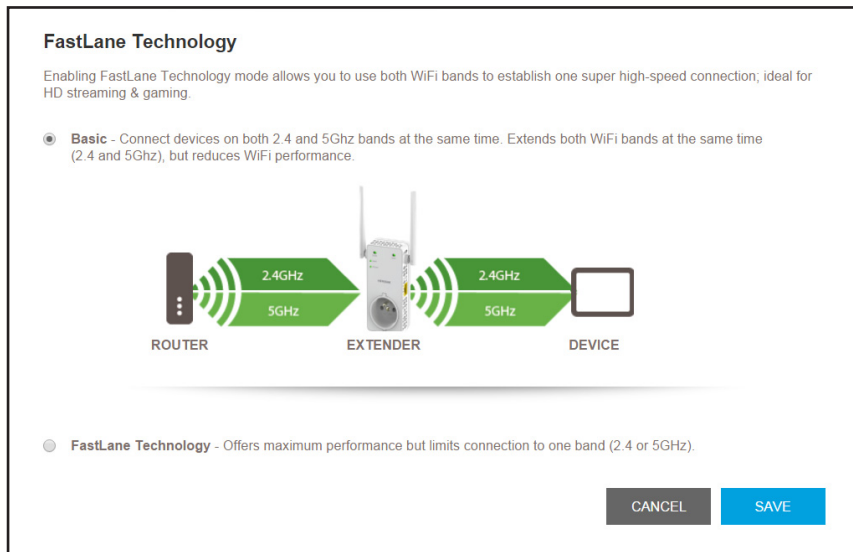 FastLane Technology
Enabling FastLane Technology mode allows you to use both WiFi bands to establish one super high-speed connection; ideal for
HD streaming & gaming.
Basic - Connect devices on both 2.4 and 5Ghz bands at the same time. Extends both WiFi bands at the same time
(2.4 and 5Ghz), but reduces WiFi performance.
2.4GHz 2.4GHz
5GHz 5GHz
ROUTER EXTENDER DEVICE
FastLane Technology - Offers maximum performance but limits connection to one band (2.4 or 5GHz).
CANCEL SAVE